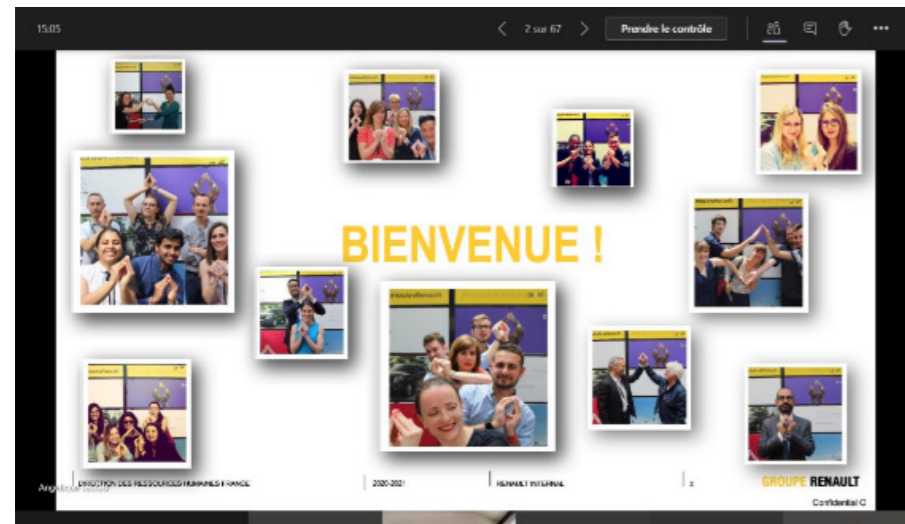 15:05
2 sur 67
Prendre le contrôle
BIENVENUE !
#WeAreRenault
DIRECTION DES RESSOURCES HUMAINES FRANCE
2020-2021
RENAULT INTERNAL
2
GROUPE RENAULT
Confidential C